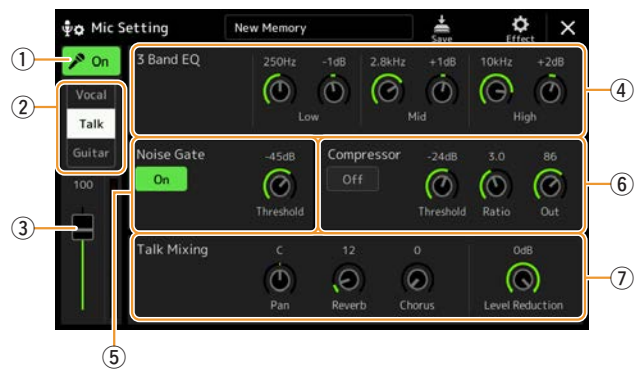 Mic Setting New Memory Save Effect
① On
② Vocal
Talk
Guitar
100
③
3 Band EQ 250Hz -1dB 2.8kHz +1dB 10kHz +2dB
Low Mid High
④
Noise Gate -45dB
On
Threshold
⑤
Compressor -24dB 3.0 86
Off
Threshold Ratio Out
⑥
Talk Mixing C 12 0 0dB
Pan Reverb Chorus Level Reduction
⑦